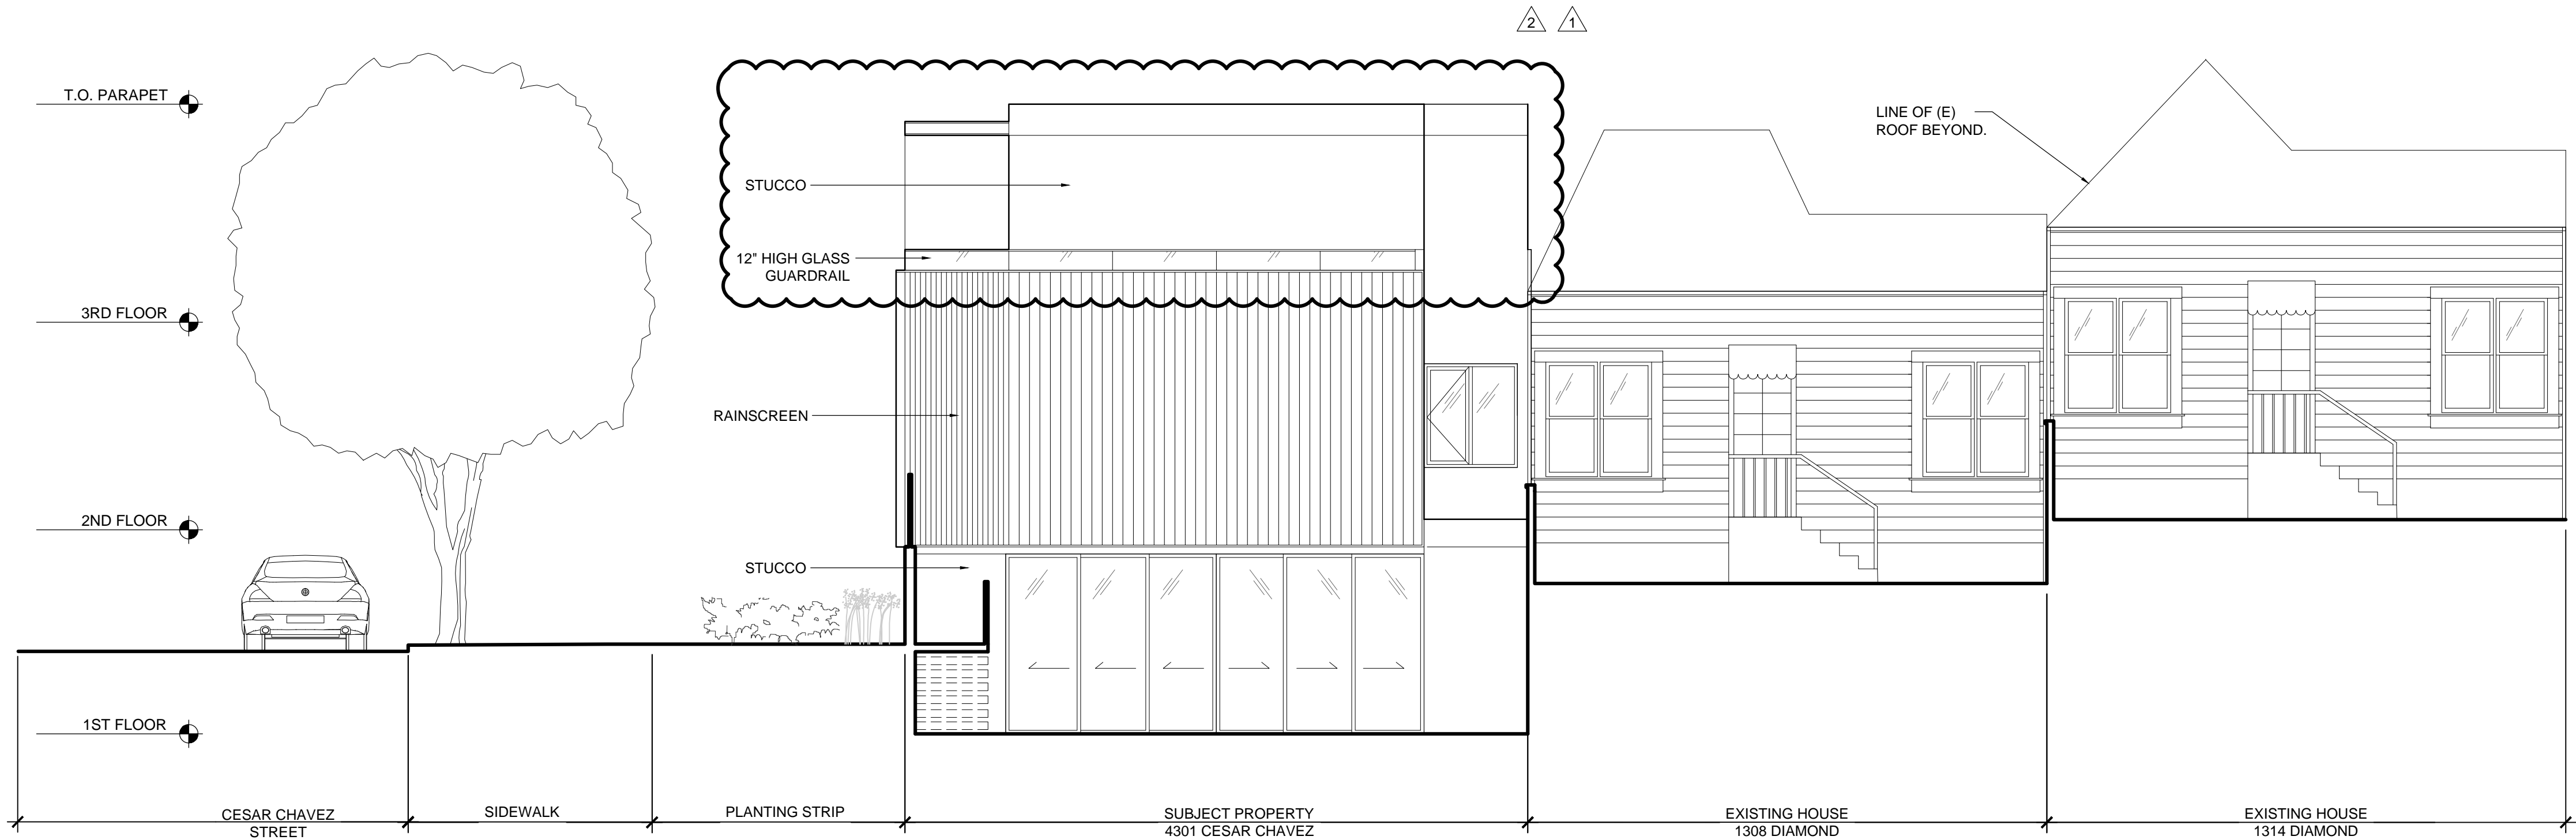 2 1
T.O. PARAPET
LINE OF (E)
ROOF BEYOND.
STUCCO
12" HIGH GLASS
GUARDRAIL
3RD FLOOR
RAINSCREEN
2ND FLOOR
STUCCO
1ST FLOOR
CESAR CHAVEZ
STREET
SIDEWALK
PLANTING STRIP
SUBJECT PROPERTY
4301 CESAR CHAVEZ
EXISTING HOUSE
1308 DIAMOND
EXISTING HOUSE
1314 DIAMOND